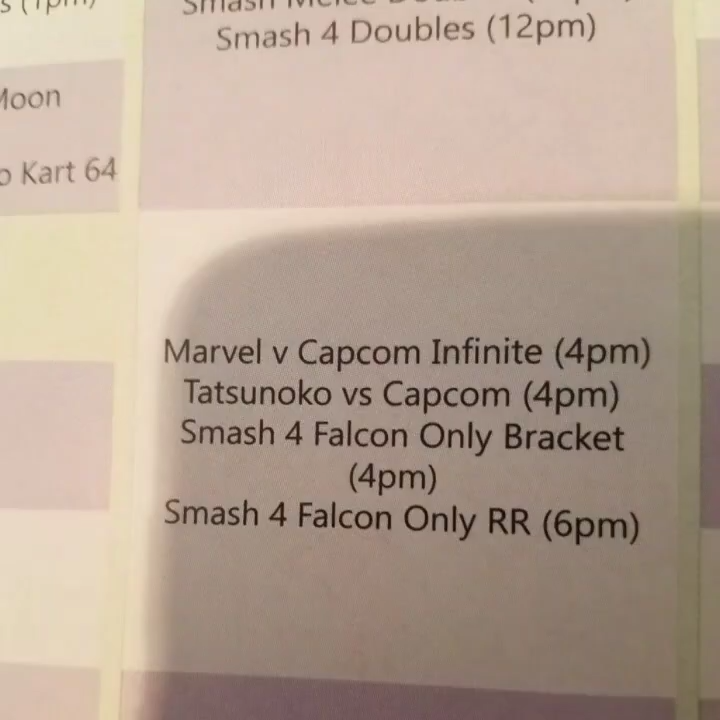 Smash 4 Doubles (12pm)
Moon
Kart 64
Marvel v Capcom Infinite (4pm)
Tatsunoko vs Capcom (4pm)
Smash 4 Falcon Only Bracket
(4pm)
Smash 4 Falcon Only RR (6pm)